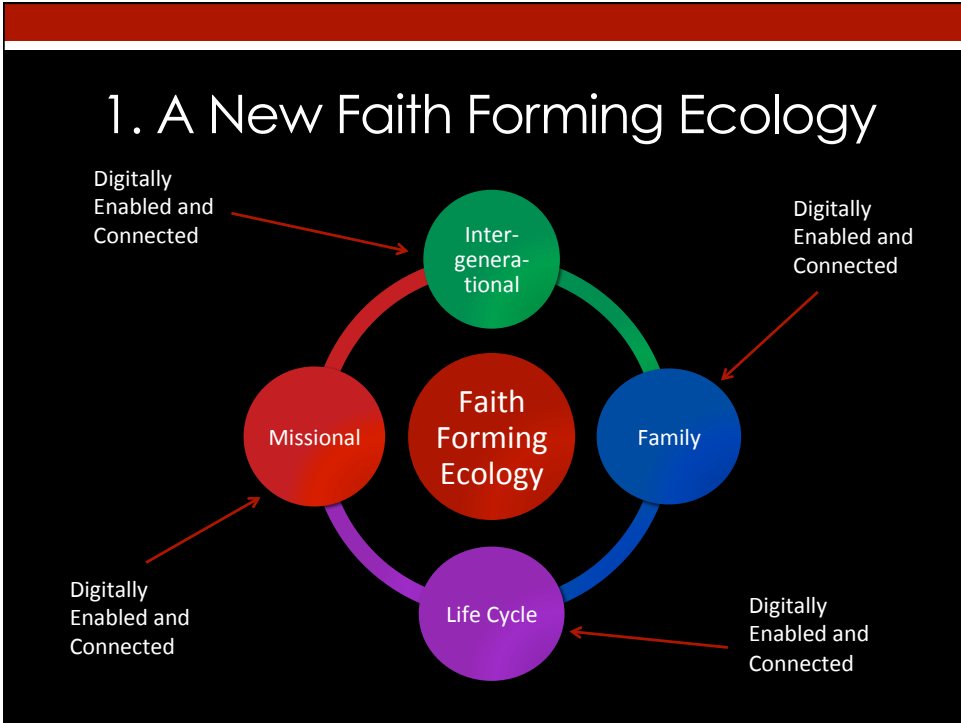 1. A New Faith Forming Ecology
Digitally
Enabled and
Connected
Digitally
Enabled and
Connected
Inter-
genera-
tional
Missional
Faith
Forming
Ecology
Family
Life Cycle
Digitally
Enabled and
Connected
Digitally
Enabled and
Connected